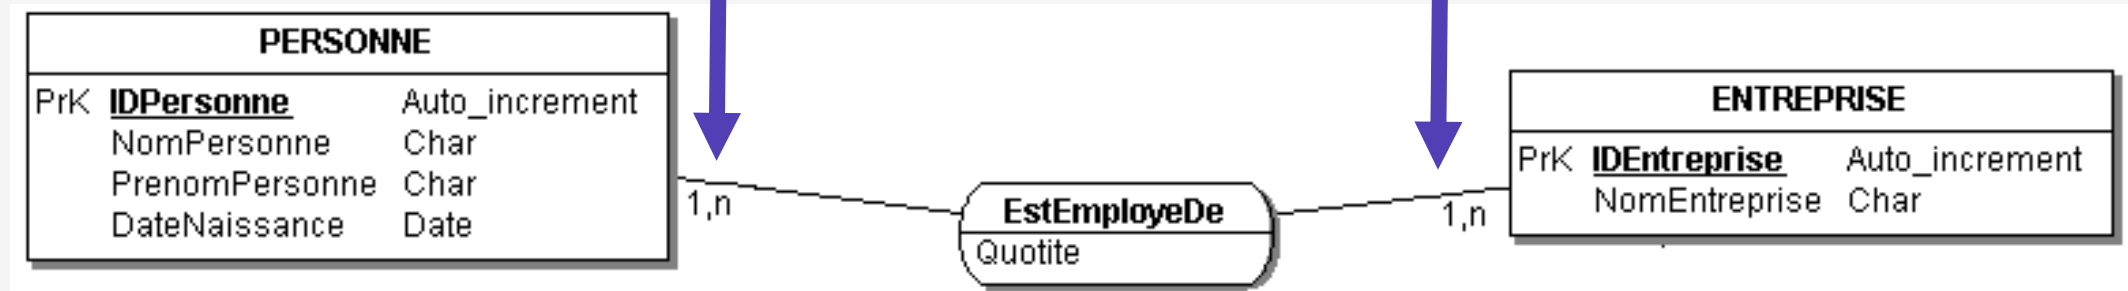 PERSONNE
PrK IDPersonne Auto_increment
NomPersonne Char
PrenomPersonne Char
DateNaissance Date
1,n
EstEmployeDe
Quotite
1,n
ENTREPRISE
PrK IDEntreprise Auto_increment
NomEntreprise Char